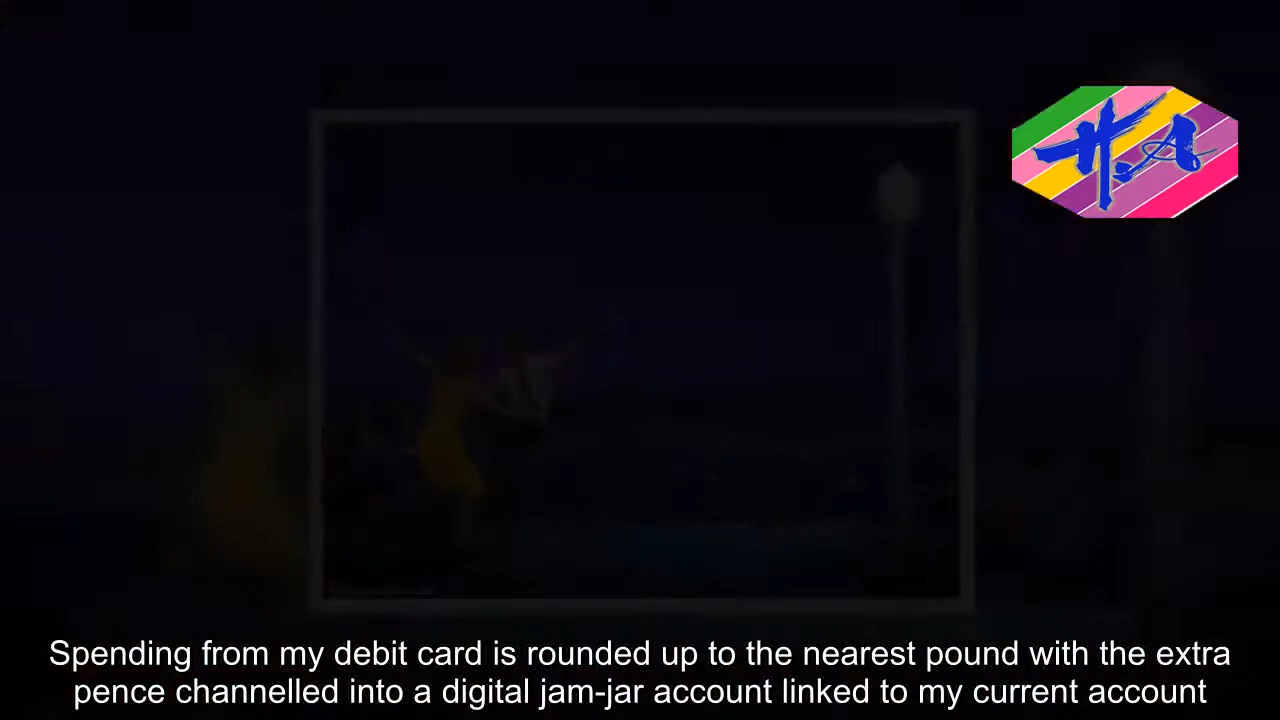 H.A
Spending from my debit card is rounded up to the nearest pound with the extra
pence channelled into a digital jam-jar account linked to my current account